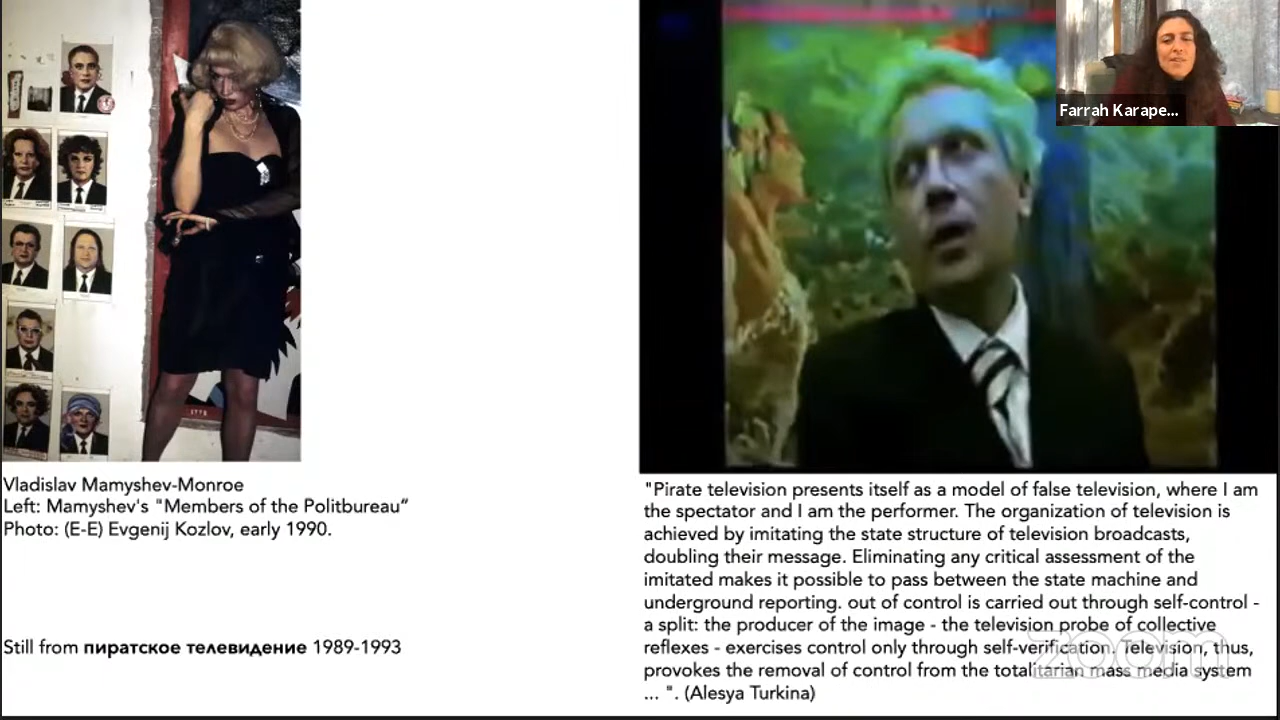 Farrah Karape...
Vladislav Mamyshev-Monroe
Left: Mamyshev's "Members of the Politbureau“
Photo: (E-E) Evgenij Kozlov, early 1990.
Still from пиратское телевидение 1989-1993
"Pirate television presents itself as a model of false television, where I am
the spectator and I am the performer. The organization of television is
achieved by imitating the state structure of television broadcasts,
doubling their message. Eliminating any critical assessment of the
imitated makes it possible to pass between the state machine and
underground reporting. out of control is carried out through self-control -
a split: the producer of the image - the television probe of collective
reflexes - exercises control only through self-verification. Television, thus,
provokes the removal of control from the totalitarian mass media system
... ". (Alesya Turkina)
zoom